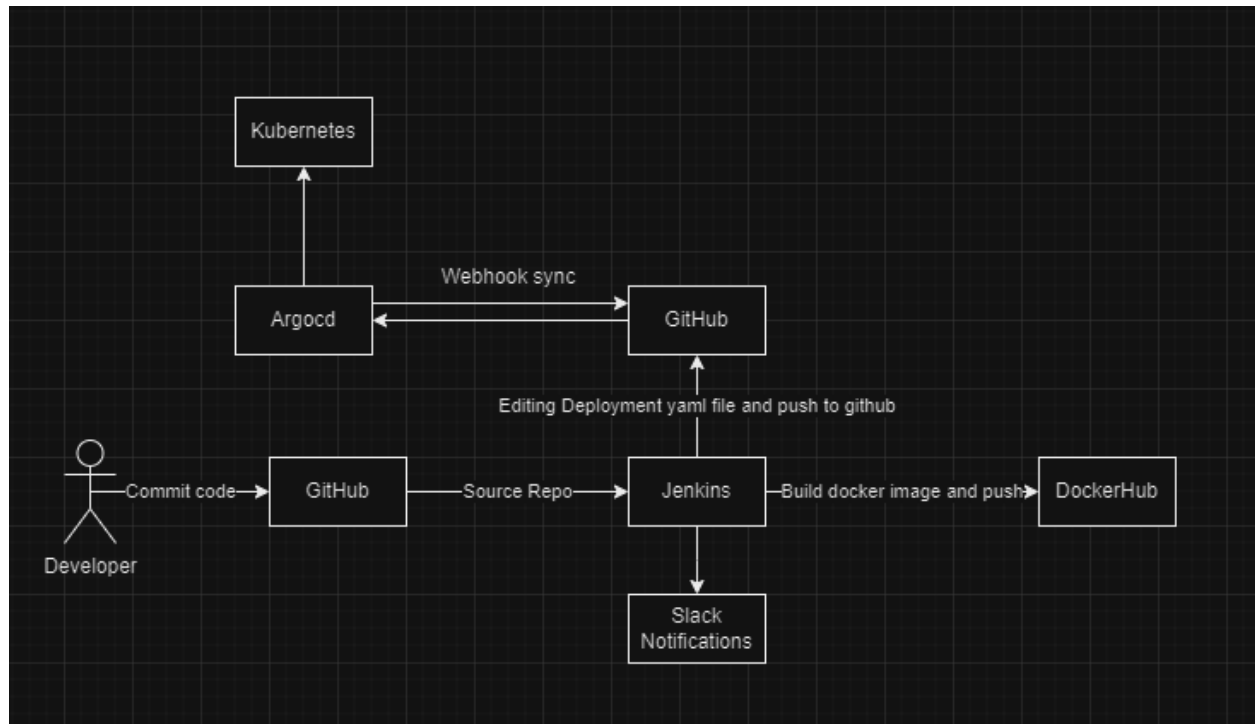 Kubernetes
Webhook sync
Argocd
GitHub
Editing Deployment yaml file and push to github
Commit code
GitHub
Source Repo
Jenkins
Build docker image and push
DockerHub
Developer
Slack
Notifications